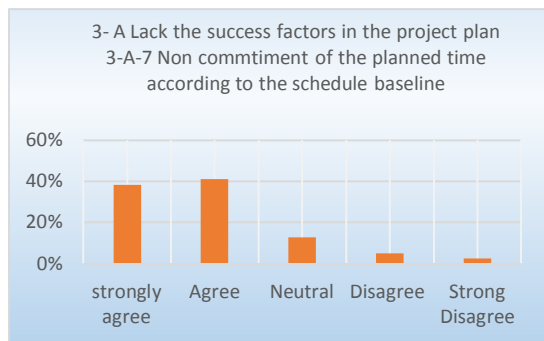 3- A Lack the success factors in the project plan
3-A-7 Non commtiment of the planned time
according to the schedule baseline
60%
40%
20%
0%
strongly agree
Agree
Neutral
Disagree
Strong Disagree